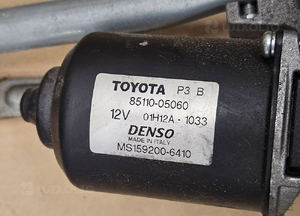 TOYOTA P3 B
85110-05060
12V 01H12A - 1033
DENSO
MADE IN ITALY
MS159200-6410